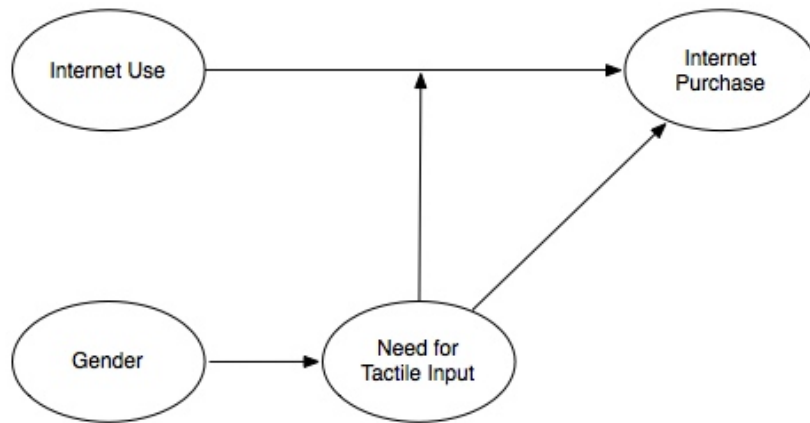 Internet Use
Internet
Purchase
Gender
Need for
Tactile Input